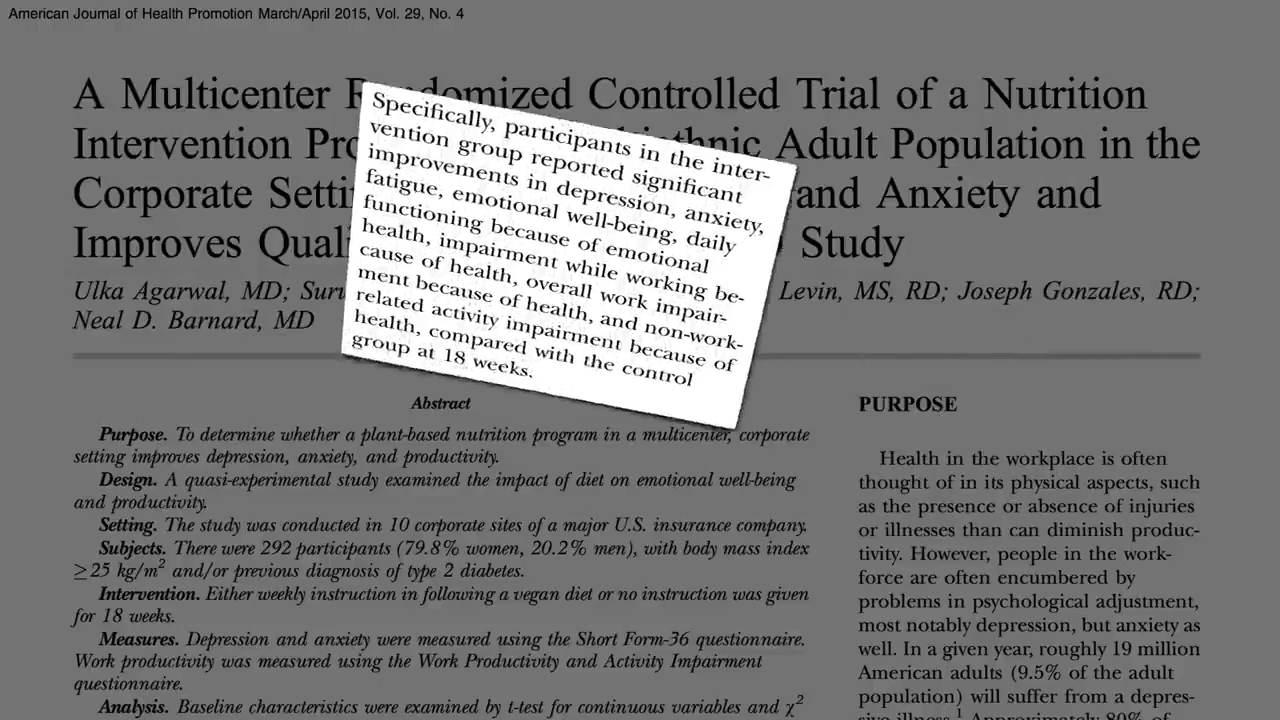 American Journal of Health Promotion March/April 2015, Vol. 29, No. 4
A Multicenter Randomized Controlled Trial of a Nutrition
Intervention Adult Population in the
Corporate and Anxiety and
Improves Study
Ulka Agarwal, MD; Levin, MS, RD; Joseph Gonzales, RD;
Neal D. Barnard, MD
Specifically, participants in the inter-
vention group reported significant
improvements in depression, anxiety,
fatigue, emotional well-being, daily
functioning because of emotional
health, impairment while working be-
cause of health, overall work impair-
ment because of health, and non-work-
related activity impairment because of
health, compared with the control
group at 18 weeks.
Abstract
Purpose. To determine whether a plant-based nutrition program in a multicenter, corporate
setting improves depression, anxiety, and productivity.
Design. A quasi-experimental study examined the impact of diet on emotional well-being
and productivity.
Setting. The study was conducted in 10 corporate sites of a major U.S. insurance company.
Subjects. There were 292 participants (79.8% women, 20.2% men), with body mass index
≥25 kg/m² and/or previous diagnosis of type 2 diabetes.
Intervention. Either weekly instruction in following a vegan diet or no instruction was given
for 18 weeks.
Measures. Depression and anxiety were measured using the Short Form-36 questionnaire.
Work productivity was measured using the Work Productivity and Activity Impairment
questionnaire.
Analysis. Baseline characteristics were examined by t-test for continuous variables and χ²
PURPOSE
Health in the workplace is often
thought of in its physical aspects, such
as the presence or absence of injuries
or illnesses than can diminish produc-
tivity. However, people in the work-
force are often encumbered by
problems in psychological adjustment,
most notably depression, but anxiety as
well. In a given year, roughly 19 million
American adults (9.5% of the adult
population) will suffer from a depres-
sive illness.¹ Approximately 80% of